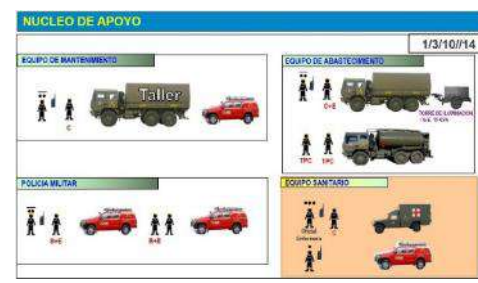 NUCLEO DE APOYO
1/3/10//14
EQUIPO DE MANTENIMIENTO
Taller
C
EQUIPO DE ABASTECIMIENTO
C+E
TORRE DE ILUMINACION
TPC
TPC
POLICIA MILITAR
B+E
B+E
EQUIPO SANITARIO
Oficial
Enfermería
C